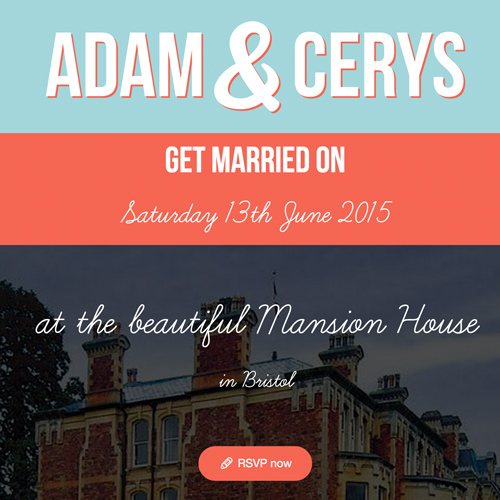 ADAM & CERYS
GET MARRIED ON
Saturday 13th June 2015
at the beautiful Mansion House
in Bristol
RSVP now